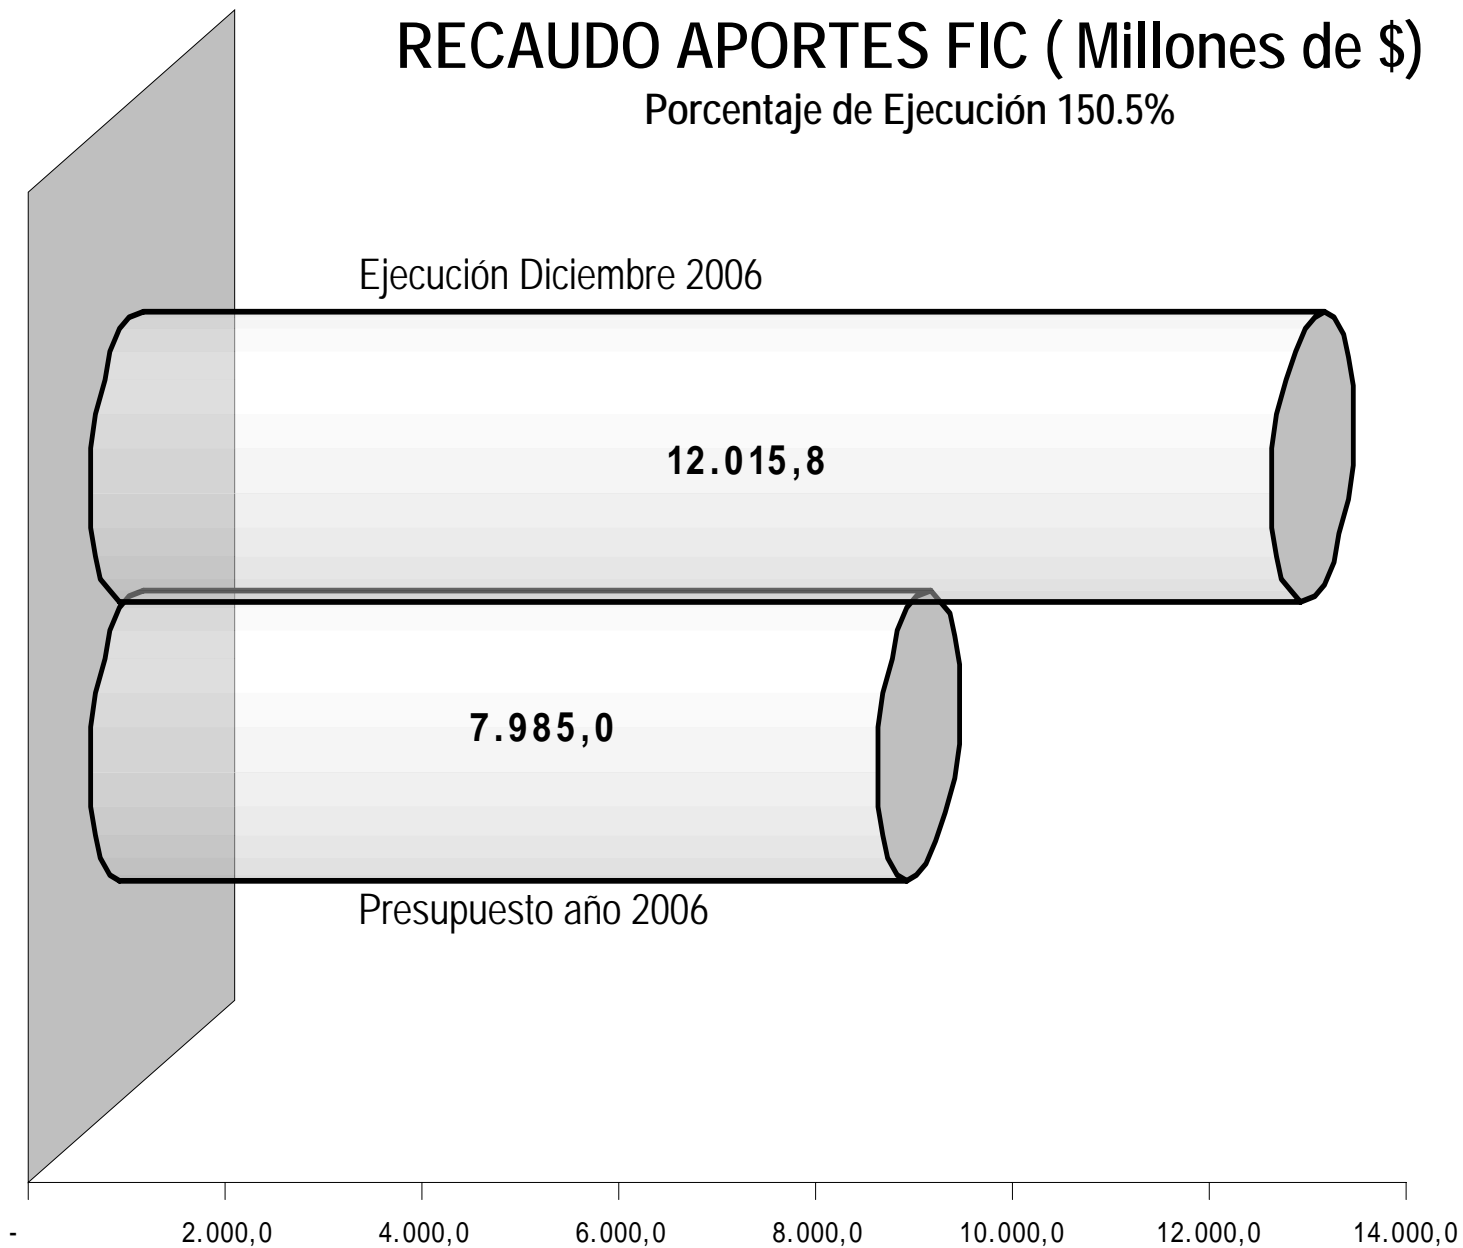 RECAUDO APORTES FIC ( Millones de $)
Porcentaje de Ejecución 150.5%
Ejecución Diciembre 2006
12.015,8
7.985,0
Presupuesto año 2006
- 2.000,0 4.000,0 6.000,0 8.000,0 10.000,0 12.000,0 14.000,0